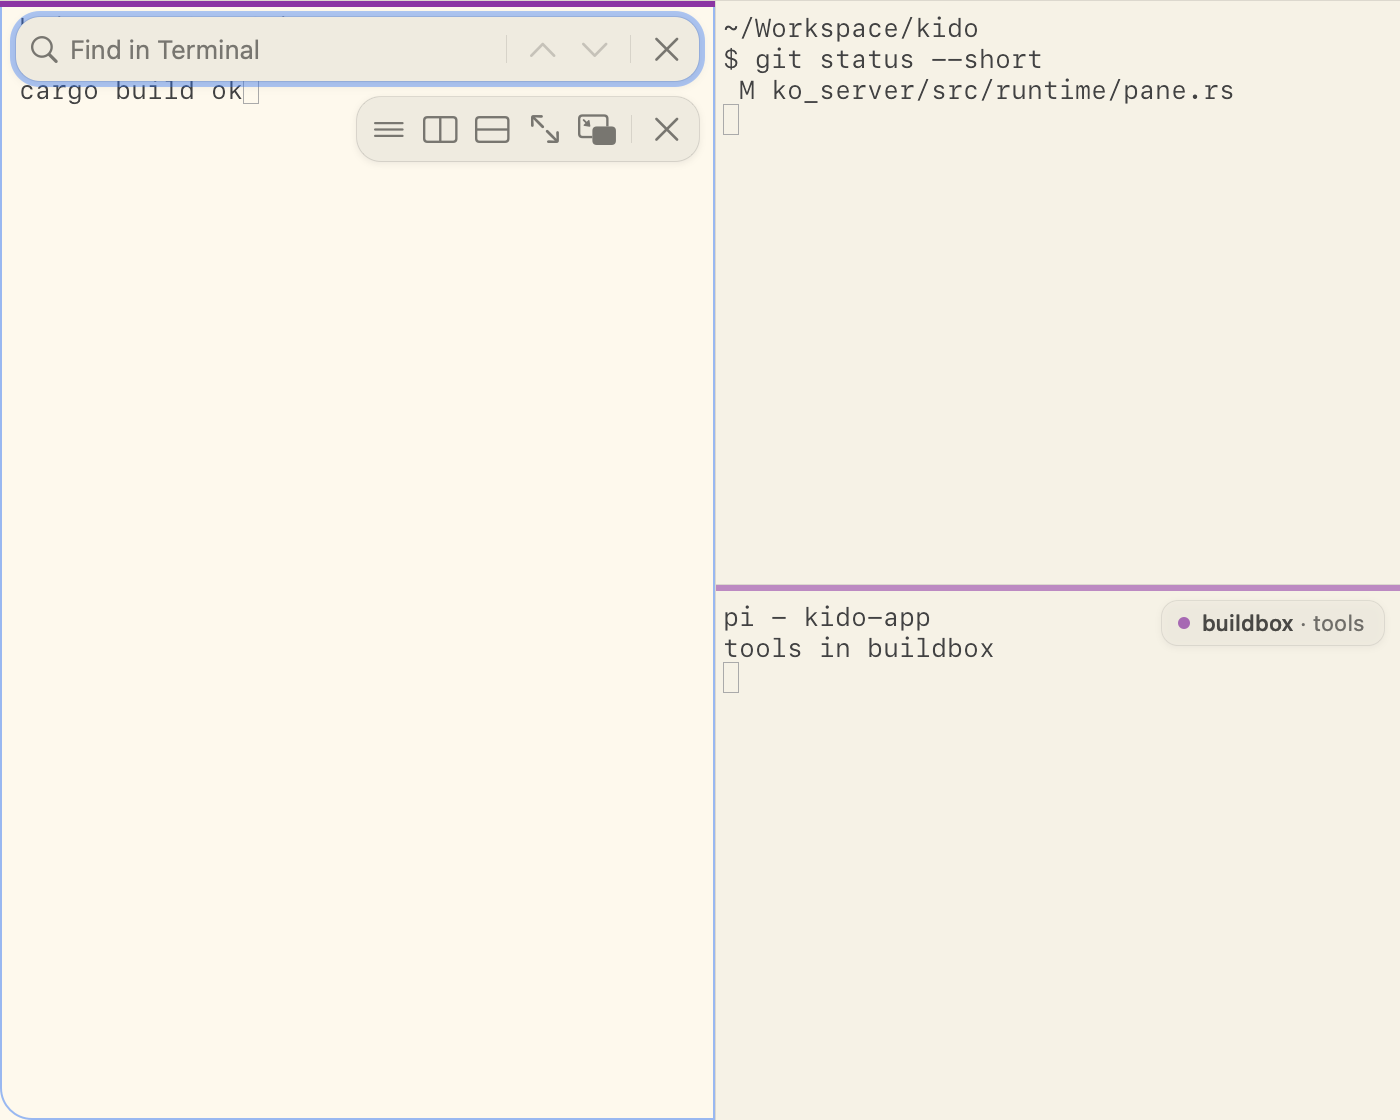 Find in Terminal
cargo build ok
~/Workspace/kido
$ git status --short
 M ko_server/src/runtime/pane.rs
pi - kido-app
tools in buildbox
buildbox · tools